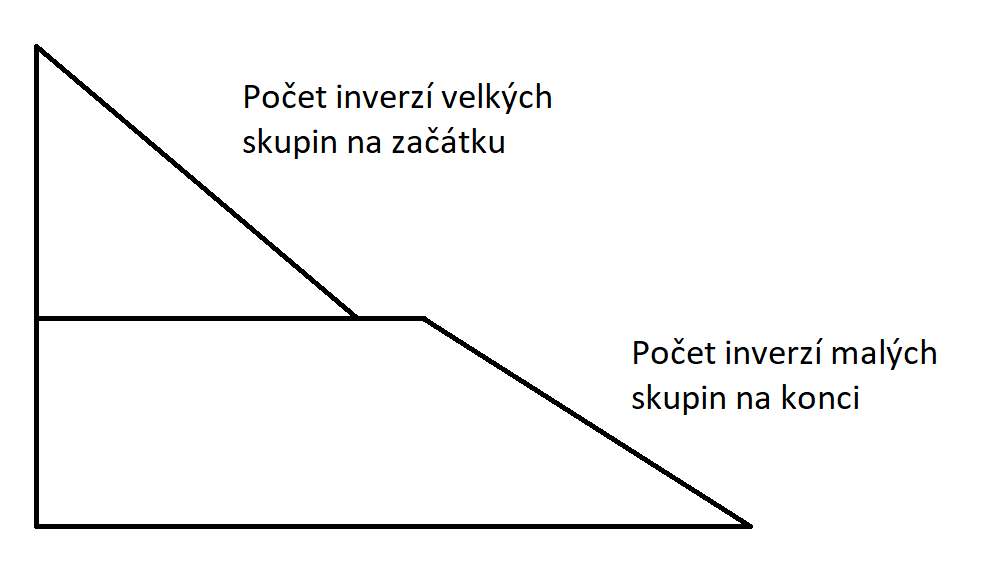 Počet inverzí velkých
skupin na začátku
Počet inverzí malých
skupin na konci